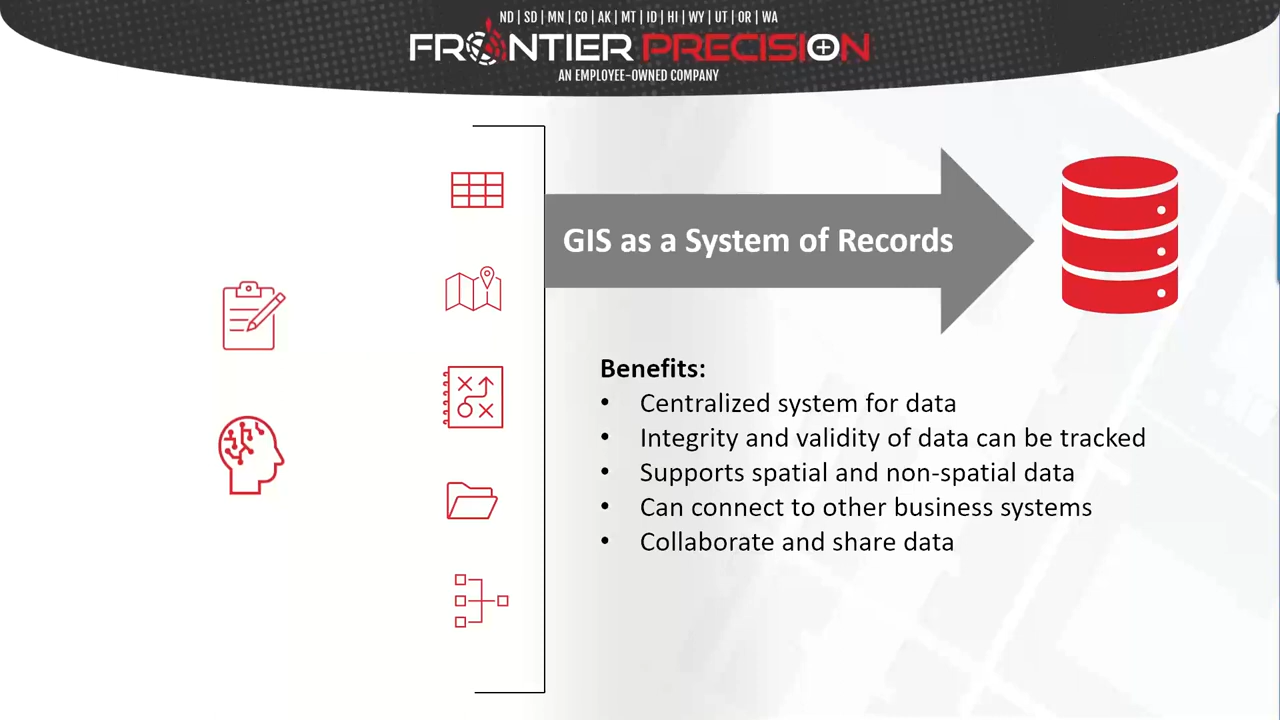 ND | SD | MN | CO | AK | MT | ID | HI | WY | UT | OR | WA
FRONTIER PRECISION
AN EMPLOYEE-OWNED COMPANY
GIS as a System of Records
Benefits:
• Centralized system for data
• Integrity and validity of data can be tracked
• Supports spatial and non-spatial data
• Can connect to other business systems
• Collaborate and share data